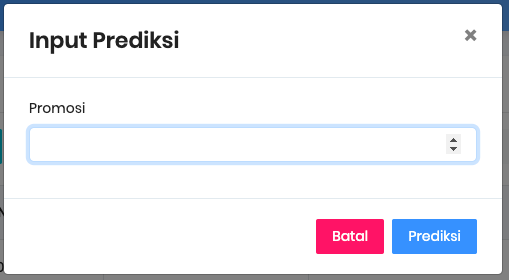 Input Prediksi
×
Promosi
Batal
Prediksi